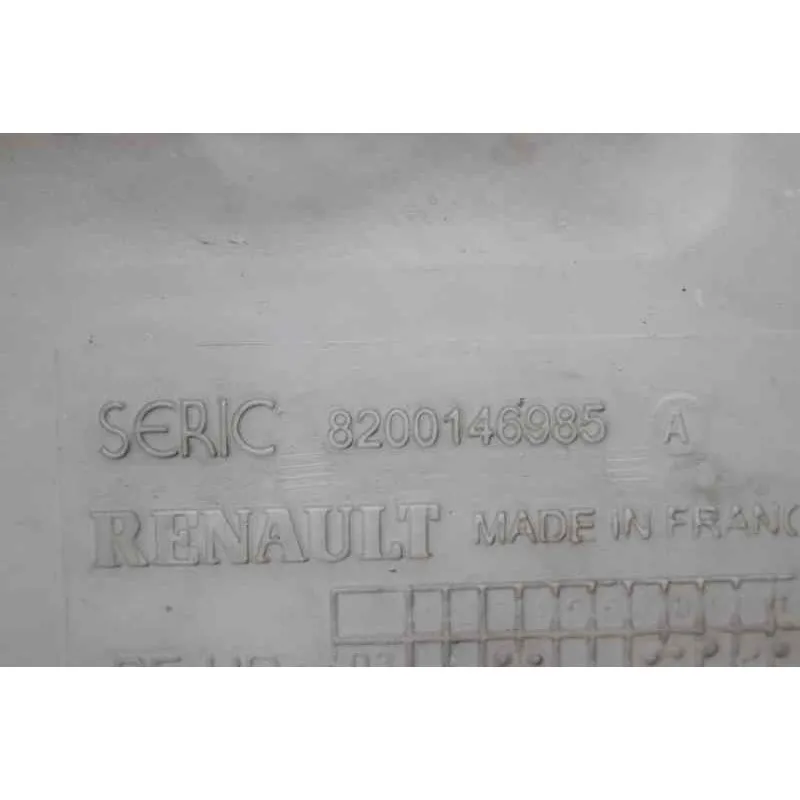 SERIC 8200146985 A
RENAULT MADE IN FRANC